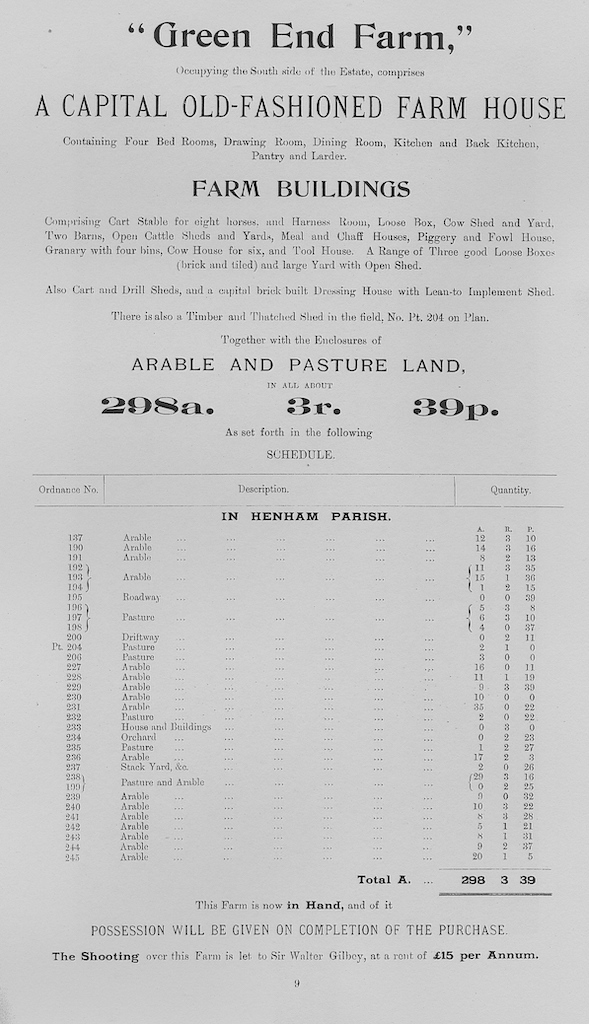 “Green End Farm,”
Occupying the South side of the Estate, comprises
A CAPITAL OLD-FASHIONED FARM HOUSE
Containing Four Bed Rooms, Drawing Room, Dining Room, Kitchen and Back Kitchen,
Pantry and Larder.
FARM BUILDINGS
Comprising Cart Stable for eight horses, and Harness Room, Loose Box, Cow Shed and Yard,
Two Barns, Open Cattle Sheds and Yards, Meal and Chaff Houses, Piggery and Fowl House,
Granary with four bins, Cow House for six, and Tool House. A Range of Three good Loose Boxes
(brick and tiled) and large Yard with Open Shed.
Also Cart and Drill Sheds, and a capital brick built Dressing House with Lean-to Implement Shed.
There is also a Timber and Thatched Shed in the field, No. Pt. 204 on Plan.
Together with the Enclosures of
ARABLE AND PASTURE LAND,
IN ALL ABOUT
298a. 3r. 39p.
As set forth in the following
SCHEDULE.
Ordnance No. Description. Quantity.
IN HENHAM PARISH.
A. R. P.
137 Arable ... ... ... ... ... ... 12 3 10
190 Arable ... ... ... ... ... ... 14 3 16
191 Arable ... ... ... ... ... ... 8 2 13
192 11 3 35
193 Arable ... ... ... ... ... ... 15 1 36
194 1 2 15
195 Roadway ... ... ... ... ... ... 0 0 39
196 5 3 8
197 Pasture ... ... ... ... ... ... 6 3 10
198 4 0 37
200 Driftway ... ... ... ... ... ... 0 2 11
Pt. 204 Pasture ... ... ... ... ... ... 2 1 0
206 Pasture ... ... ... ... ... ... 3 0 0
227 Arable ... ... ... ... ... ... 16 0 11
228 Arable ... ... ... ... ... ... 11 1 19
229 Arable ... ... ... ... ... ... 9 3 39
230 Arable ... ... ... ... ... ... 10 0 0
231 Arable ... ... ... ... ... ... 35 0 22
232 Pasture ... ... ... ... ... ... 2 0 22
233 House and Buildings ... ... ... ... ... 0 3 0
234 Orchard ... ... ... ... ... ... 0 2 23
235 Pasture ... ... ... ... ... ... 1 2 27
236 Arable ... ... ... ... ... ... 17 2 3
237 Stack Yard, &c. ... ... ... ... ... 2 0 26
238 29 3 16
Pasture and Arable ... ... ... ... ...
199 0 2 25
239 Arable ... ... ... ... ... ... 9 0 32
240 Arable ... ... ... ... ... ... 10 3 22
241 Arable ... ... ... ... ... ... 8 3 28
242 Arable ... ... ... ... ... ... 5 1 21
243 Arable ... ... ... ... ... ... 8 1 31
244 Arable ... ... ... ... ... ... 9 2 37
245 Arable ... ... ... ... ... ... 20 1 5
Total A. ... 298 3 39
This Farm is now in Hand, and of it
POSSESSION WILL BE GIVEN ON COMPLETION OF THE PURCHASE.
The Shooting over this Farm is let to Sir Walter Gilbey, at a rent of £15 per Annum.
9